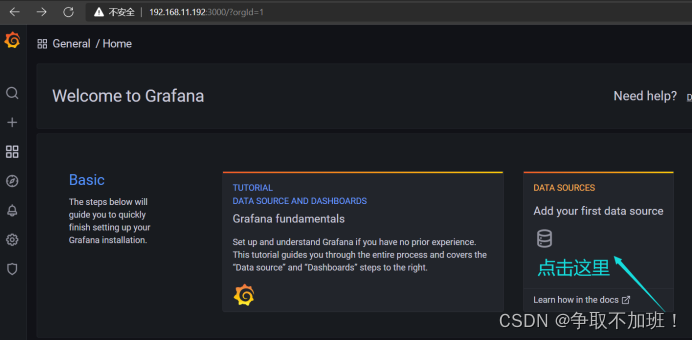 不安全 192.168.11.192:3000/?orgId=1
General / Home
Welcome to Grafana
Need help?
Basic
The steps below will
guide you to quickly
finish setting up your
Grafana installation.
TUTORIAL
DATA SOURCE AND DASHBOARDS
Grafana fundamentals
Set up and understand Grafana if you have no prior experience.
This tutorial guides you through the entire process and covers the
"Data source" and "Dashboards" steps to the right.
DATA SOURCES
Add your first data source
点击这里
Learn how in the docs
CSDN @争取不加班！